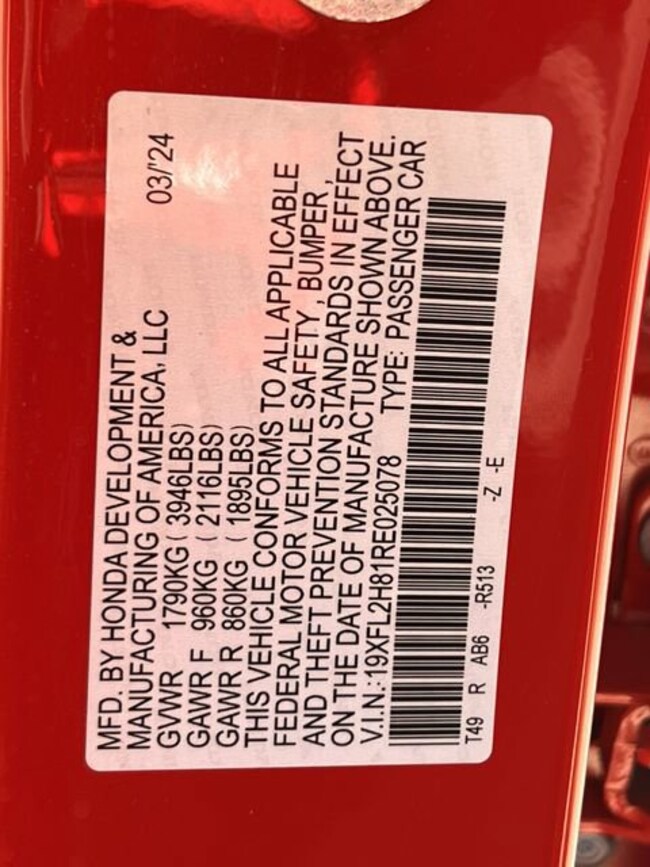 MFD. BY HONDA DEVELOPMENT &
MANUFACTURING OF AMERICA, LLC 03/'24
GVWR 1790KG ( 3946LBS)
GAWR F 960KG ( 2116LBS)
GAWR R 860KG ( 1895LBS)
THIS VEHICLE CONFORMS TO ALL APPLICABLE
FEDERAL MOTOR VEHICLE SAFETY , BUMPER ,
AND THEFT PREVENTION STANDARDS IN EFFECT
ON THE DATE OF MANUFACTURE SHOWN ABOVE.
V.I.N.: 19XFL2H81RE025078 TYPE: PASSENGER CAR
T49 R AB6 -R513 -Z -E